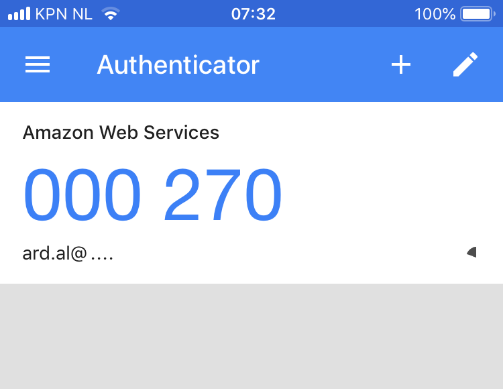 KPN NL 07:32 100%
Authenticator
Amazon Web Services
000 270
ard.al@ ....